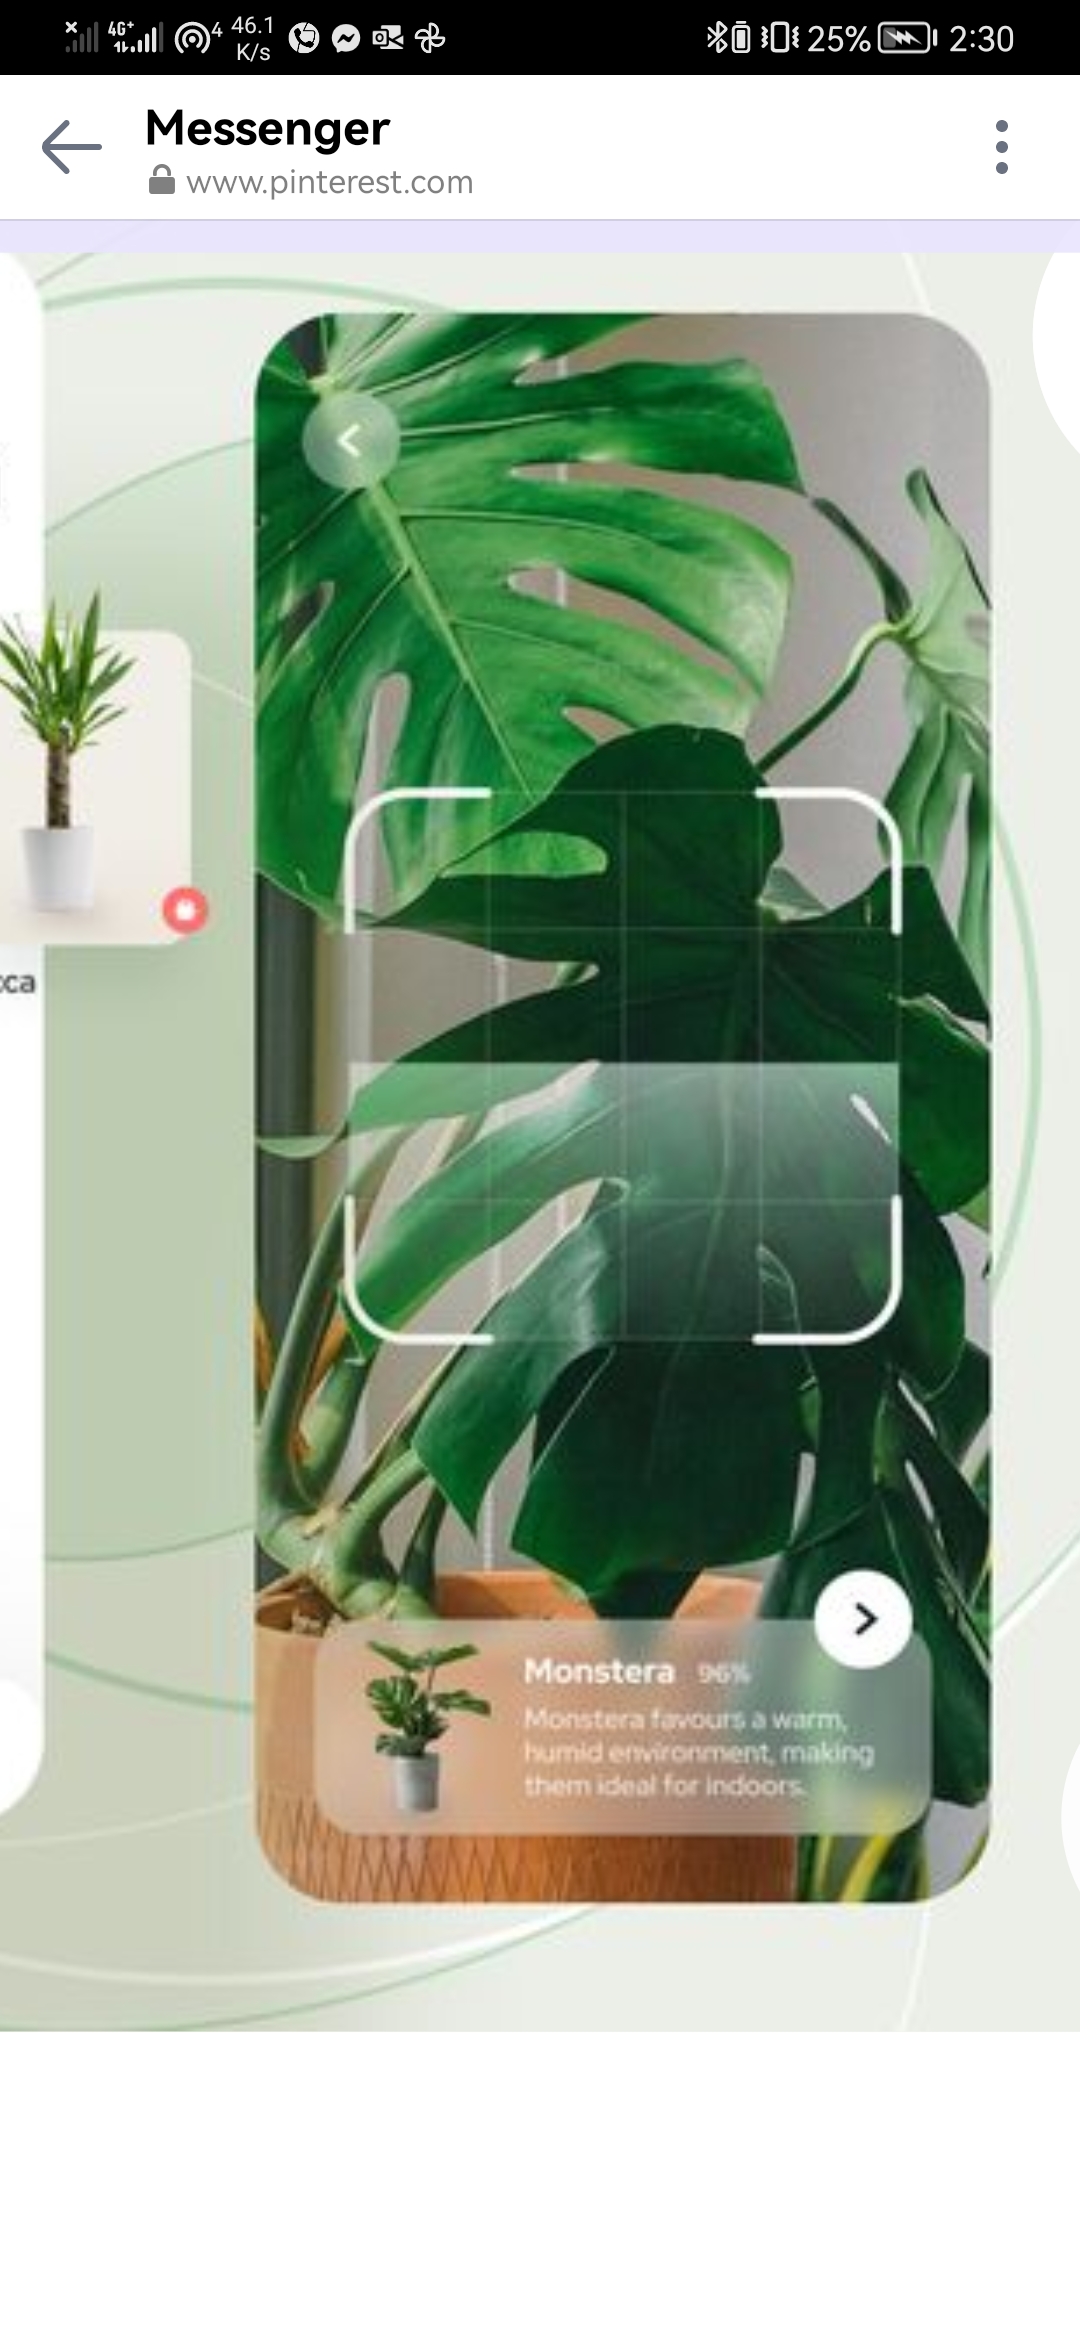 4G+ 4 46.1 K/s 25% 2:30
Messenger
www.pinterest.com
cca
Monstera 96%
Monstera favours a warm,
humid environment, making
them ideal for indoors.